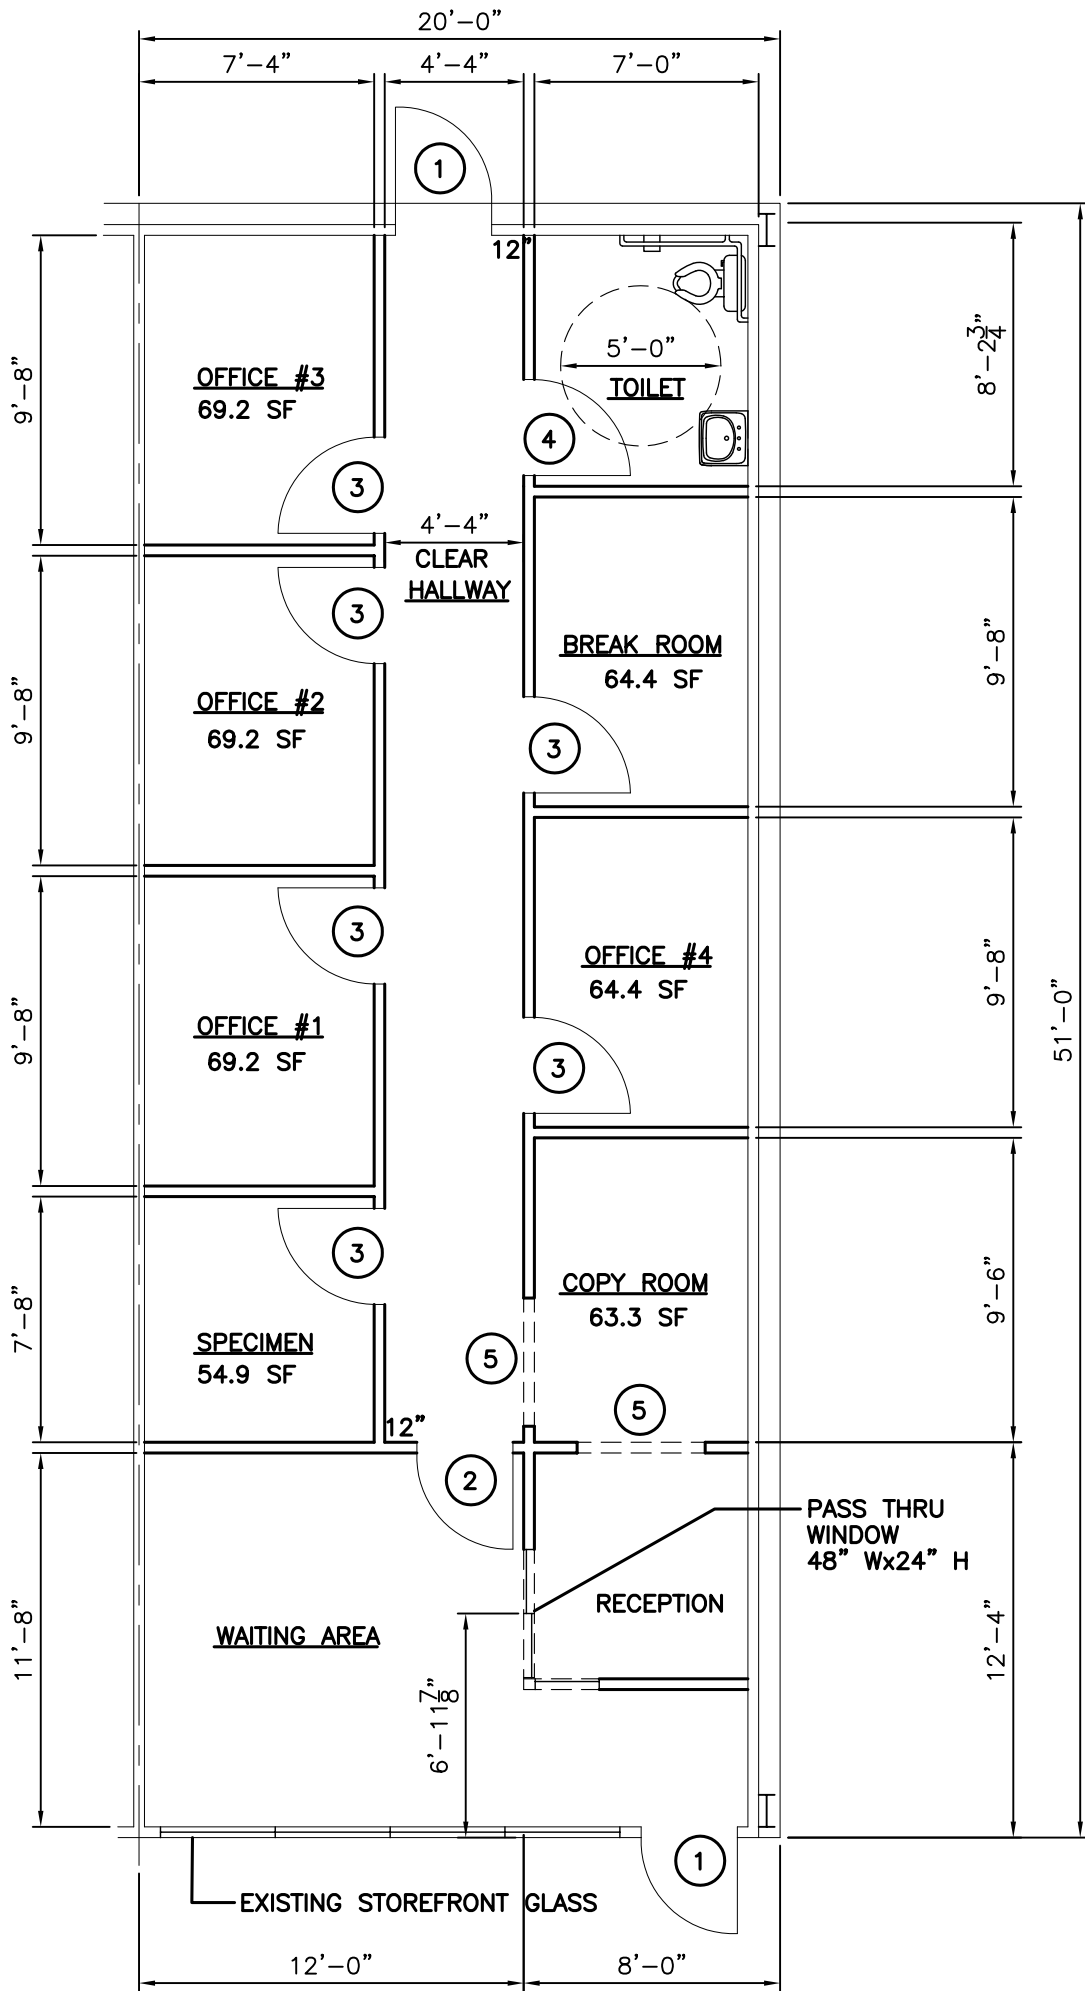 20'-0"
7'-4" 4'-4" 7'-0"
1
12"
8'-2 3/4"
5'-0"
TOILET
9'-8"
OFFICE #3
69.2 SF
4
3
4'-4"
CLEAR
HALLWAY
3
BREAK ROOM
64.4 SF
9'-8"
9'-8"
OFFICE #2
69.2 SF
3
3
OFFICE #4
64.4 SF
9'-8"
51'-0"
9'-8"
OFFICE #1
69.2 SF
3
3
COPY ROOM
63.3 SF
9'-6"
7'-8"
SPECIMEN
54.9 SF
5
5
12"
2
PASS THRU
WINDOW
48" Wx24" H
RECEPTION
11'-8"
WAITING AREA
12'-4"
6'-11 7/8"
1
EXISTING STOREFRONT GLASS
12'-0" 8'-0"